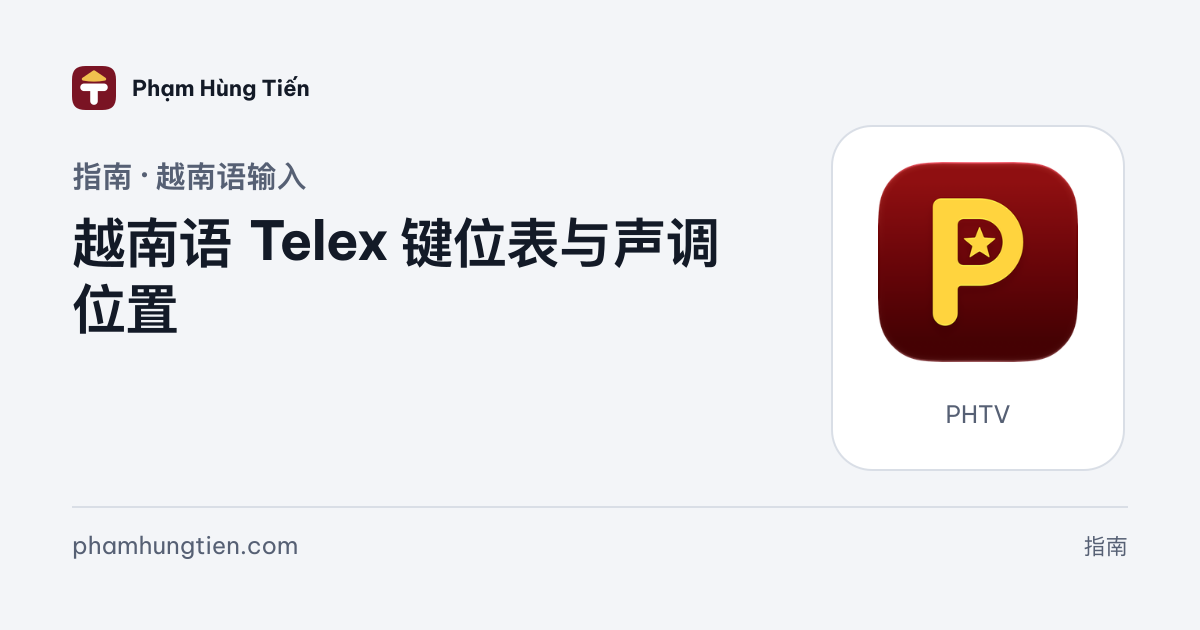 Phạm Hùng Tiến
指南 · 越南语输入
越南语 Telex 键位表与声调
位置
PHTV
phamhungtien.com
指南